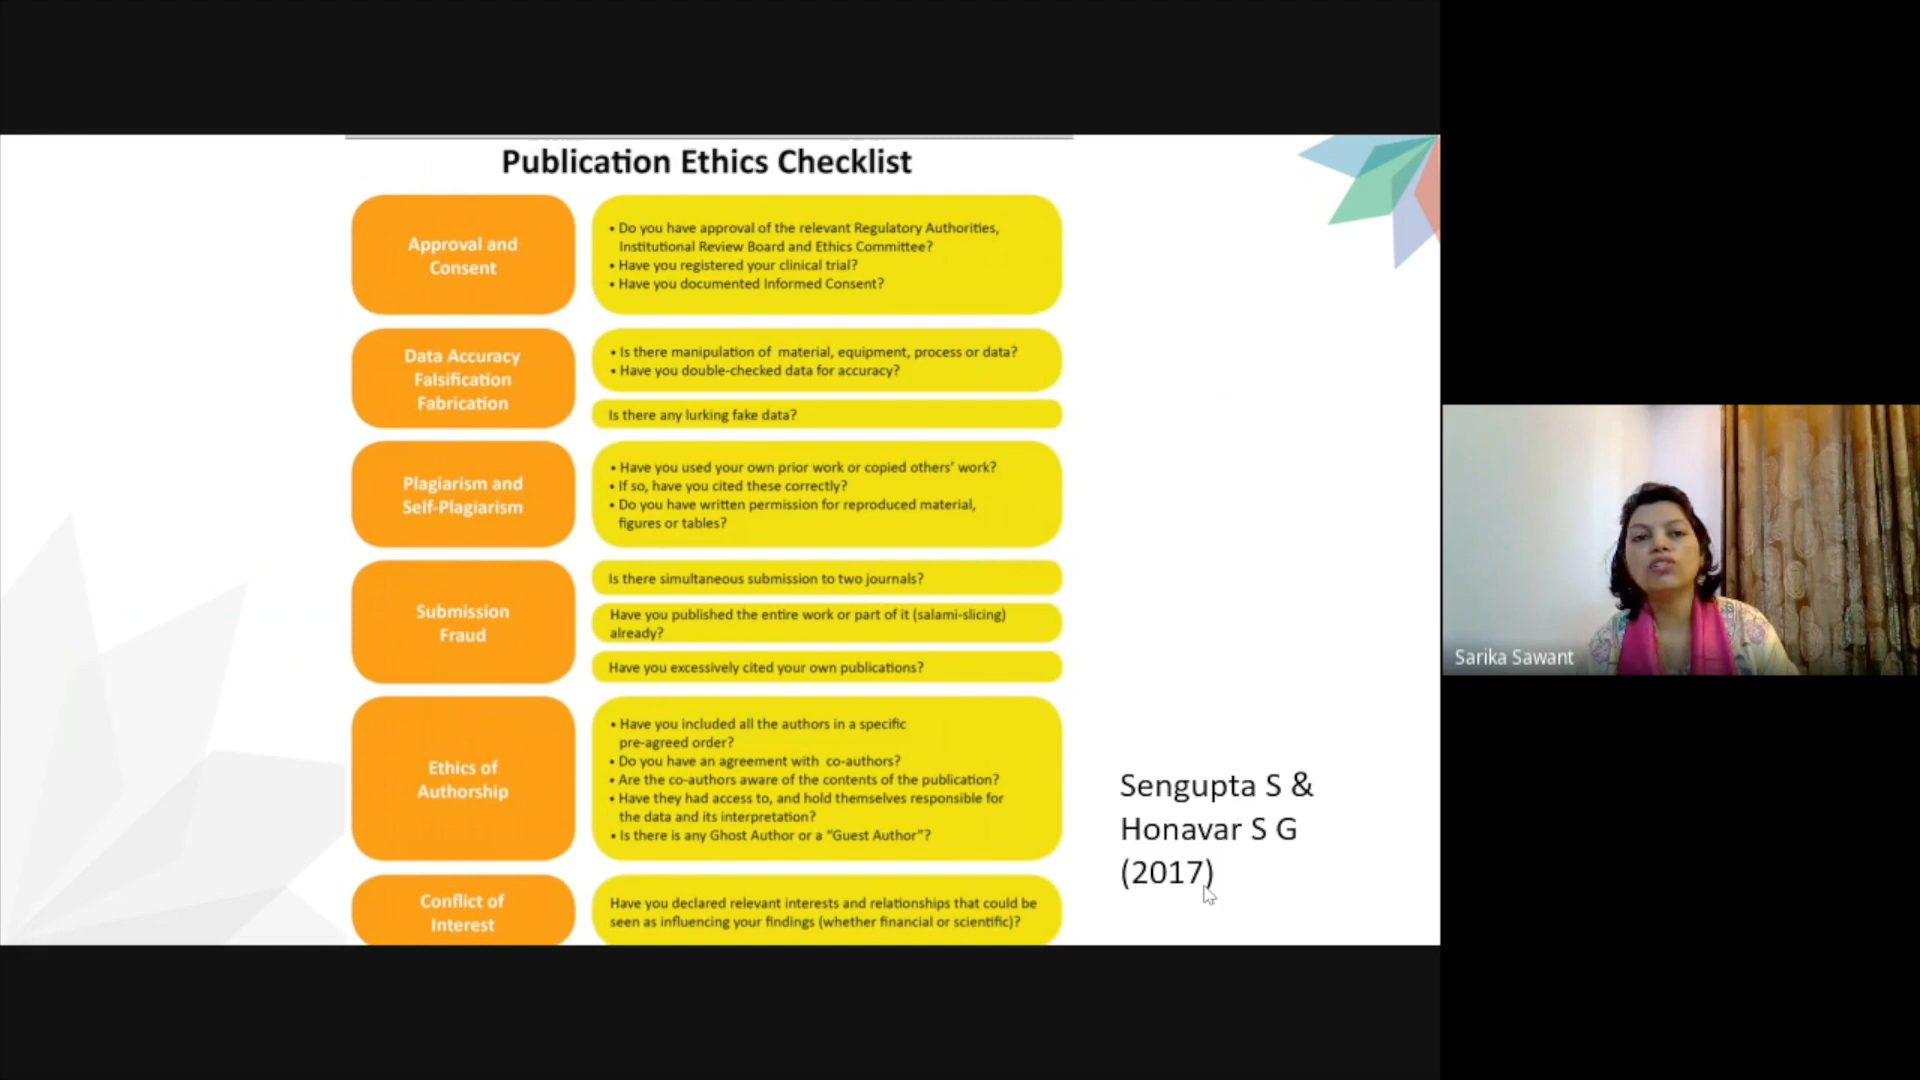 Publication Ethics Checklist
Approval and
Consent
• Do you have approval of the relevant Regulatory Authorities,
Institutional Review Board and Ethics Committee?
• Have you registered your clinical trial?
• Have you documented Informed Consent?
Data Accuracy
Falsification
Fabrication
• Is there manipulation of material, equipment, process or data?
• Have you double-checked data for accuracy?
Is there any lurking fake data?
Plagiarism and
Self-Plagiarism
• Have you used your own prior work or copied others’ work?
• If so, have you cited these correctly?
• Do you have written permission for reproduced material,
figures or tables?
Submission
Fraud
Is there simultaneous submission to two journals?
Have you published the entire work or part of it (salami-slicing)
already?
Have you excessively cited your own publications?
Ethics of
Authorship
• Have you included all the authors in a specific
pre-agreed order?
• Do you have an agreement with co-authors?
• Are the co-authors aware of the contents of the publication?
• Have they had access to, and hold themselves responsible for
the data and its interpretation?
• Is there is any Ghost Author or a “Guest Author”?
Conflict of
Interest
Have you declared relevant interests and relationships that could be
seen as influencing your findings (whether financial or scientific)?
Sengupta S &
Honavar S G
(2017)
Sarika Sawant